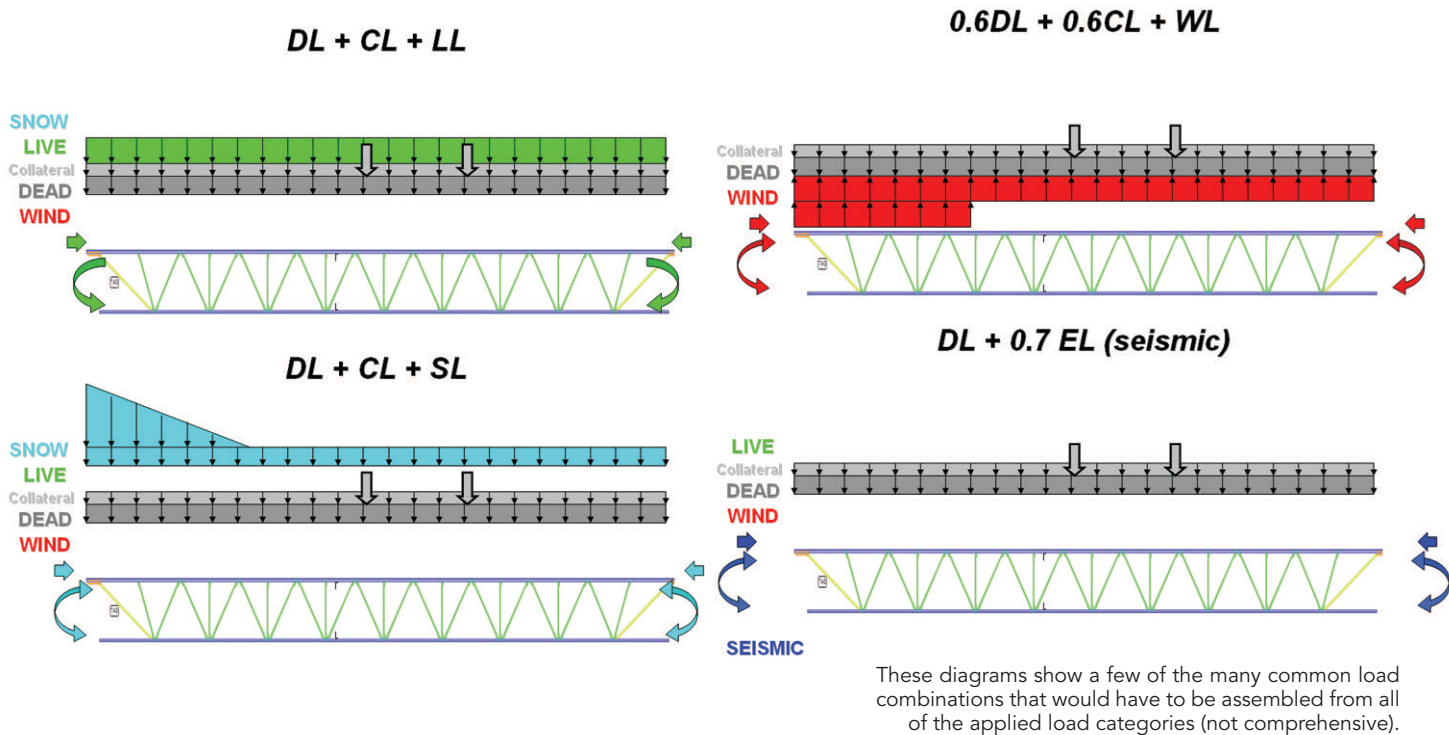 DL + CL + LL
SNOW
LIVE
Collateral
DEAD
WIND
0.6DL + 0.6CL + WL
Collateral
DEAD
WIND
DL + CL + SL
SNOW
LIVE
Collateral
DEAD
WIND
DL + 0.7 EL (seismic)
LIVE
Collateral
DEAD
WIND
SEISMIC
These diagrams show a few of the many common load
combinations that would have to be assembled from all
of the applied load categories (not comprehensive).